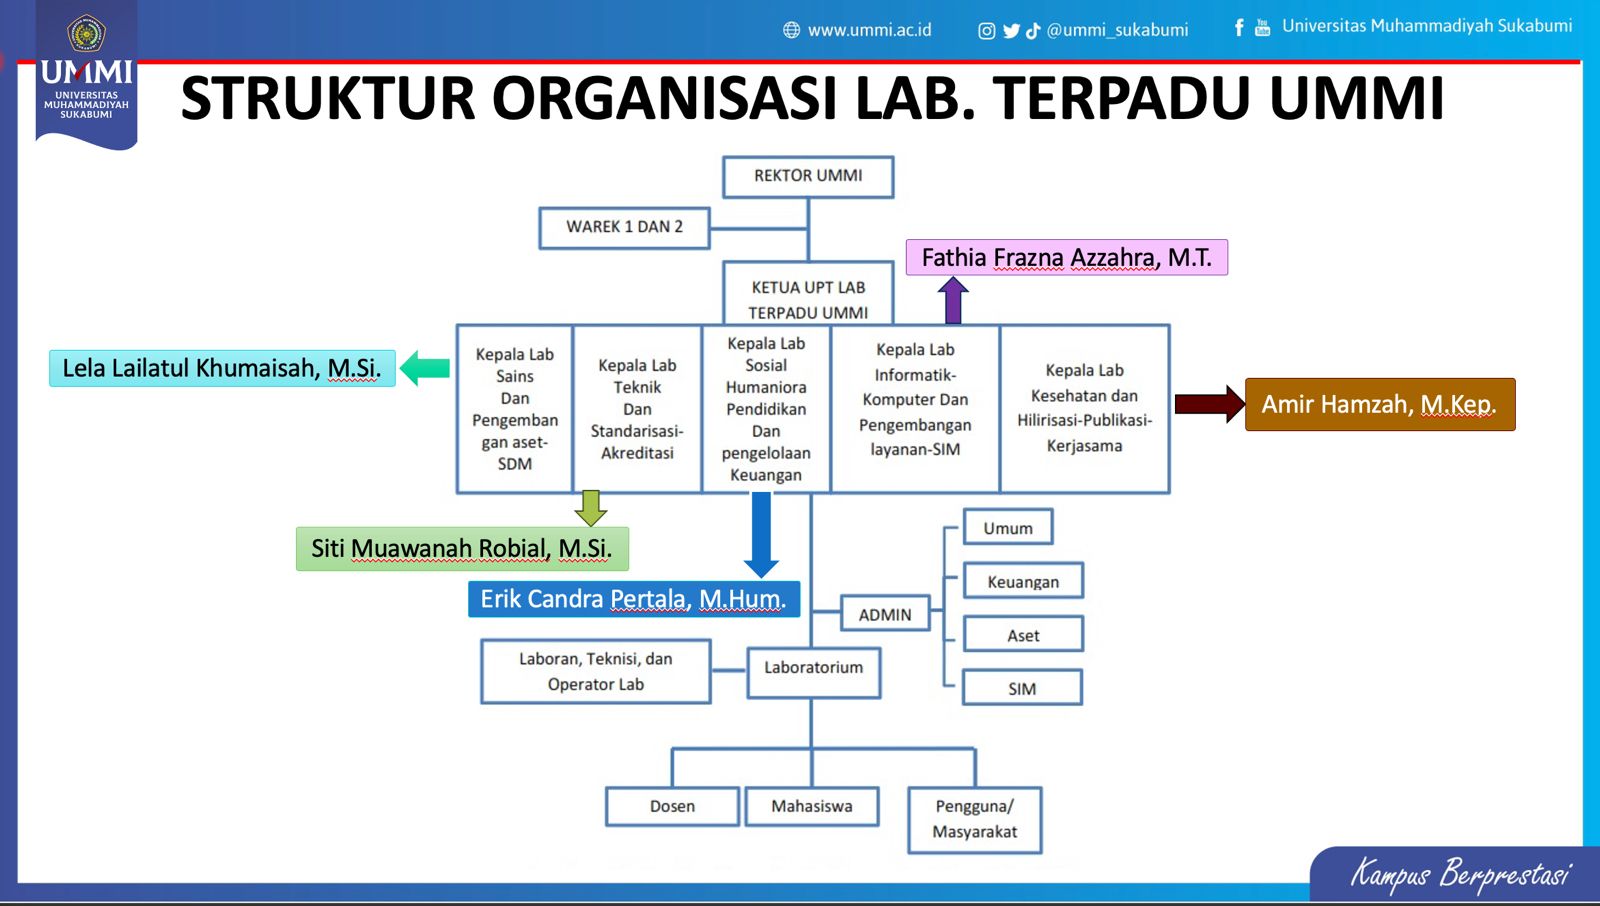 www.ummi.ac.id
@ummi_sukabumi
Universitas Muhammadiyah Sukabumi
UMMI
UNIVERSITAS
MUHAMMADIYAH
SUKABUMI
STRUKTUR ORGANISASI LAB. TERPADU UMMI
REKTOR UMMI
WAREK 1 DAN 2
KETUA UPT LAB
TERPADU UMMI
Fathia Frazna Azzahra, M.T.
Lela Lailatul Khumaisah, M.Si.
Kepala Lab
Sains
Dan
Pengemban
gan aset-
SDM
Kepala Lab
Teknik
Dan
Standarisasi-
Akreditasi
Kepala Lab
Sosial
Humaniora
Pendidikan
Dan
pengelolaan
Keuangan
Kepala Lab
Informatik-
Komputer Dan
Pengembangan
layanan-SIM
Kepala Lab
Kesehatan dan
Hilirisasi-Publikasi-
Kerjasama
Amir Hamzah, M.Kep.
Siti Muawanah Robial, M.Si.
Erik Candra Pertala, M.Hum.
ADMIN
Umum
Keuangan
Aset
SIM
Laboran, Teknisi, dan
Operator Lab
Laboratorium
Dosen
Mahasiswa
Pengguna/
Masyarakat
Kampus Berprestasi